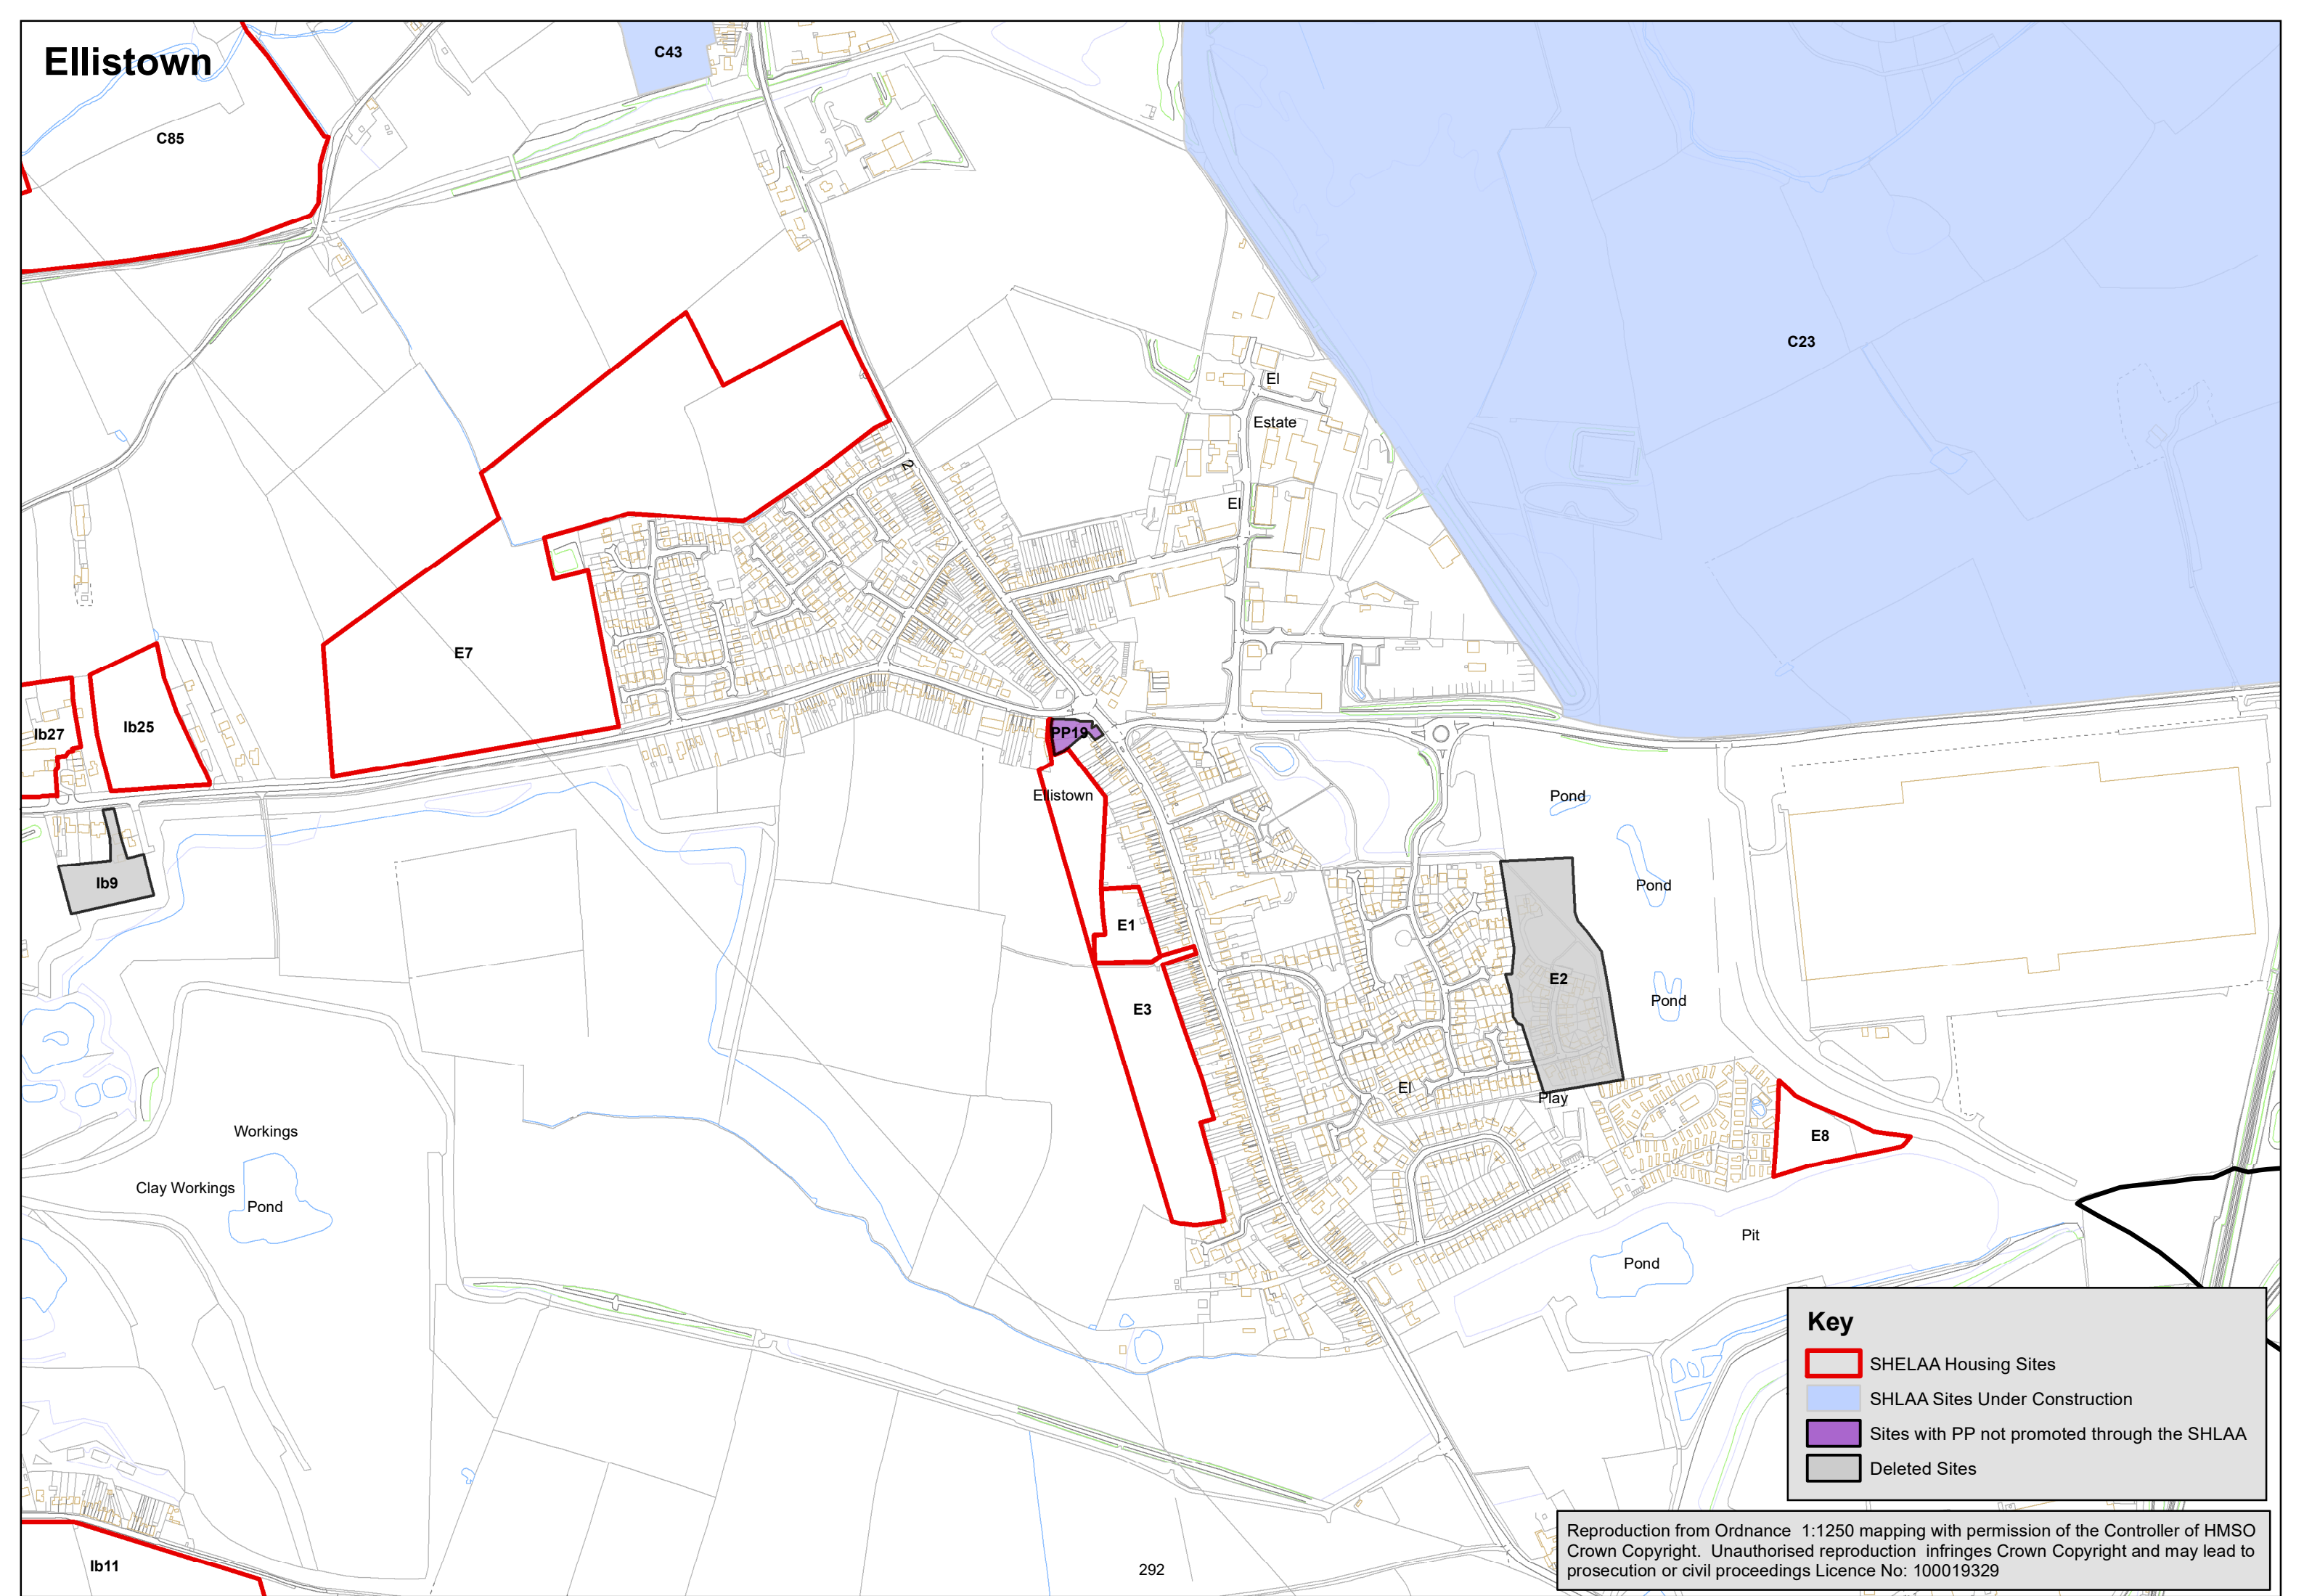 Ellistown
C43
C85
C23
El
Estate
2
El
E7
Ib27
Ib25
PP19
Ellistown
Pond
Ib9
Pond
E1
E2
Pond
E3
El
Play
Workings
E8
Clay Workings
Pond
Pit
Pond
Key
SHELAA Housing Sites
SHLAA Sites Under Construction
Sites with PP not promoted through the SHLAA
Deleted Sites
Reproduction from Ordnance 1:1250 mapping with permission of the Controller of HMSO
Crown Copyright. Unauthorised reproduction infringes Crown Copyright and may lead to
prosecution or civil proceedings Licence No: 100019329
Ib11
292